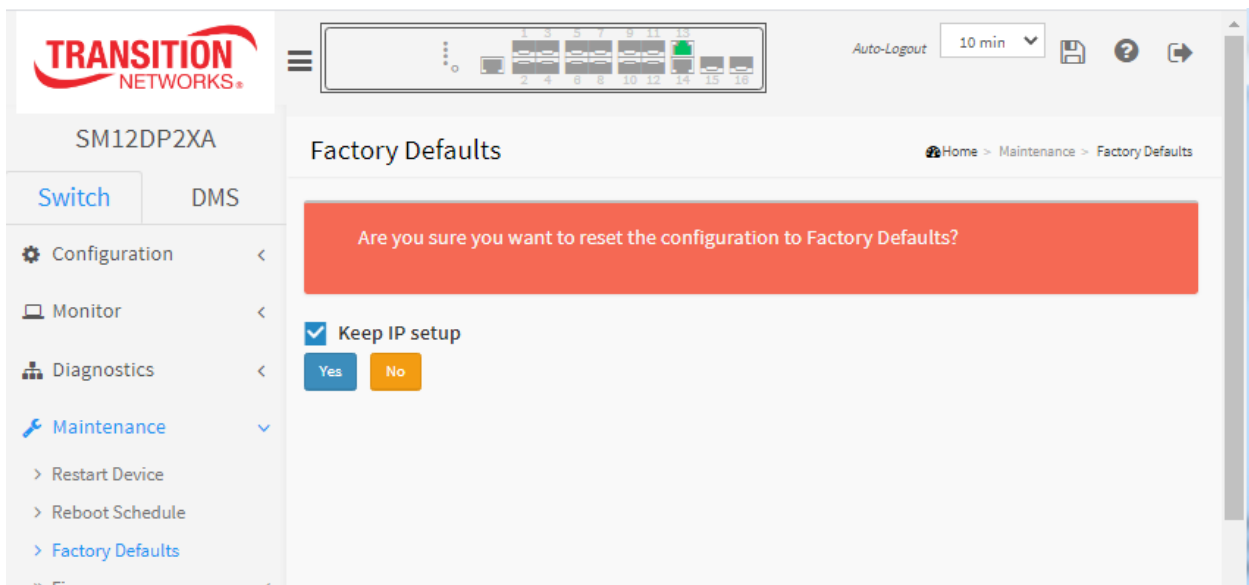 TRANSITION
NETWORKS®
1 3 5 7 9 11 13
2 4 6 8 10 12 14 15 16
Auto-Logout 10 min
SM12DP2XA
Switch DMS
Factory Defaults
Home > Maintenance > Factory Defaults
Configuration
Monitor
Diagnostics
Maintenance
> Restart Device
> Reboot Schedule
> Factory Defaults
Are you sure you want to reset the configuration to Factory Defaults?
Keep IP setup
Yes No